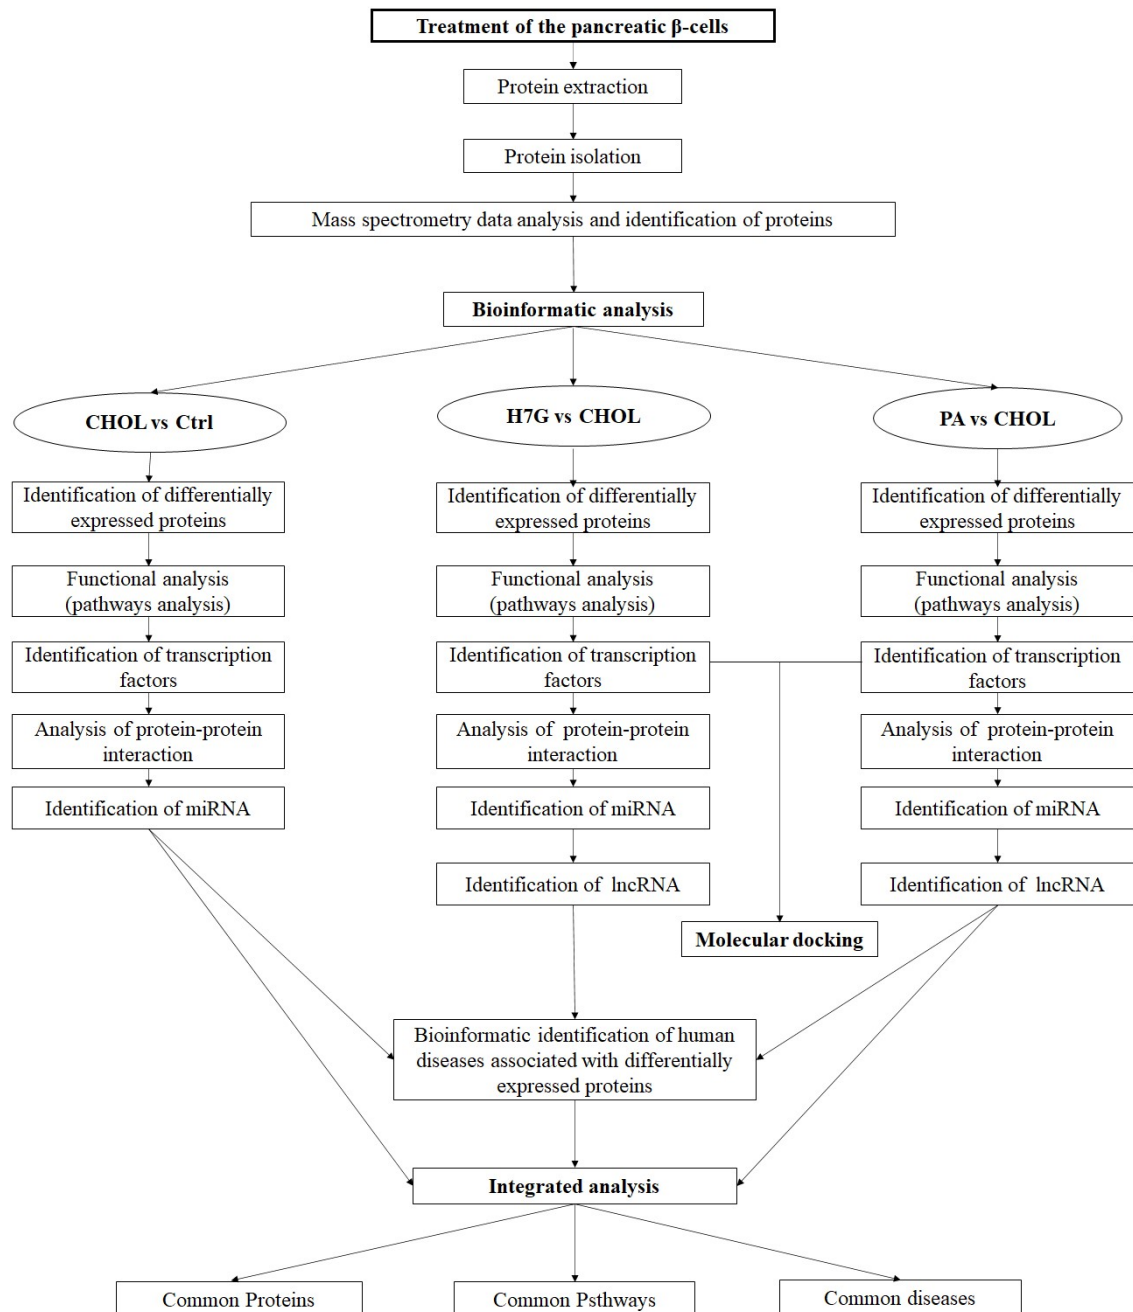 Treatment of the pancreatic β-cells
Protein extraction
Protein isolation
Mass spectrometry data analysis and identification of proteins
Bioinformatic analysis
CHOL vs Ctrl
H7G vs CHOL
PA vs CHOL
Identification of differentially
expressed proteins
Identification of differentially
expressed proteins
Identification of differentially
expressed proteins
Functional analysis
(pathways analysis)
Functional analysis
(pathways analysis)
Functional analysis
(pathways analysis)
Identification of transcription
factors
Identification of transcription
factors
Identification of transcription
factors
Analysis of protein-protein
interaction
Analysis of protein-protein
interaction
Analysis of protein-protein
interaction
Identification of miRNA
Identification of miRNA
Identification of miRNA
Identification of lncRNA
Identification of lncRNA
Molecular docking
Bioinformatic identification of human
diseases associated with differentially
expressed proteins
Integrated analysis
Common Proteins
Common Psthways
Common diseases